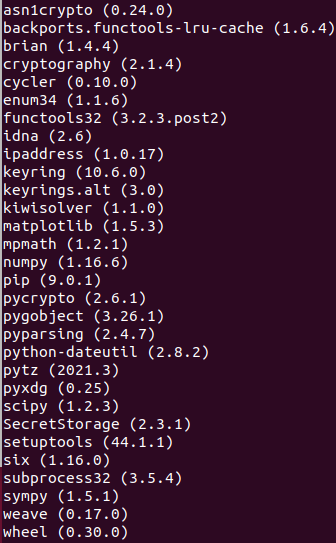 asn1crypto (0.24.0)
backports.functools-lru-cache (1.6.4)
brian (1.4.4)
cryptography (2.1.4)
cycler (0.10.0)
enum34 (1.1.6)
functools32 (3.2.3.post2)
idna (2.6)
ipaddress (1.0.17)
keyring (10.6.0)
keyrings.alt (3.0)
kiwisolver (1.1.0)
matplotlib (1.5.3)
mpmath (1.2.1)
numpy (1.16.6)
pip (9.0.1)
pycrypto (2.6.1)
pygobject (3.26.1)
pyparsing (2.4.7)
python-dateutil (2.8.2)
pytz (2021.3)
pyxdg (0.25)
scipy (1.2.3)
SecretStorage (2.3.1)
setuptools (44.1.1)
six (1.16.0)
subprocess32 (3.5.4)
sympy (1.5.1)
weave (0.17.0)
wheel (0.30.0)